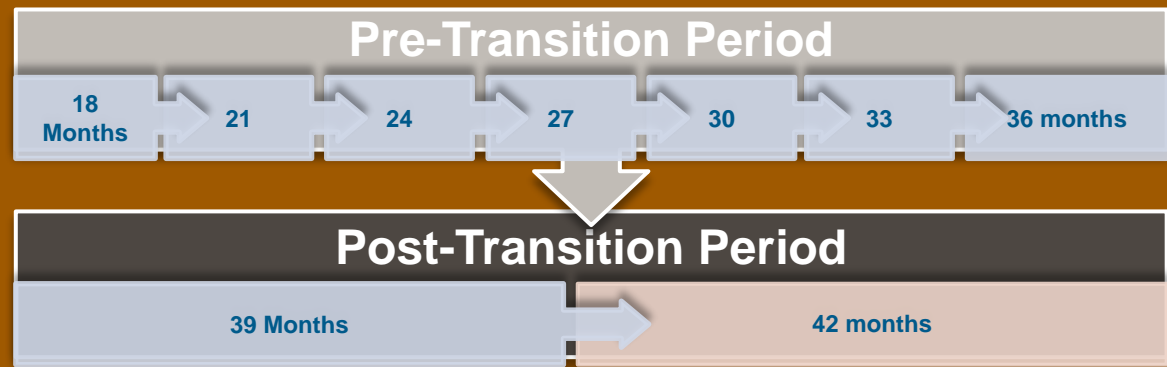 Pre-Transition Period
18
Months
21
24
27
30
33
36 months
Post-Transition Period
39 Months
42 months